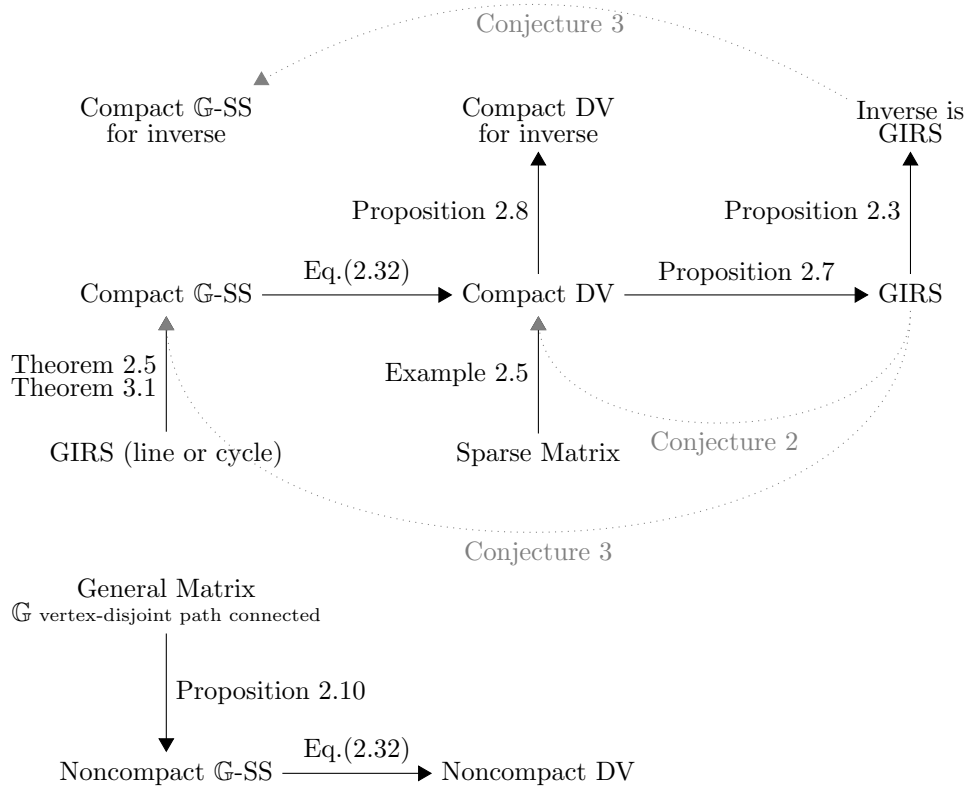 Conjecture 3
Compact 𝔾-SS
for inverse
Compact DV
for inverse
Inverse is
GIRS
Proposition 2.8
Proposition 2.3
Compact 𝔾-SS
Eq.(2.32)
Compact DV
Proposition 2.7
GIRS
Theorem 2.5
Theorem 3.1
Example 2.5
Conjecture 2
GIRS (line or cycle)
Sparse Matrix
Conjecture 3
General Matrix
𝔾 vertex-disjoint path connected
Proposition 2.10
Noncompact 𝔾-SS
Eq.(2.32)
Noncompact DV